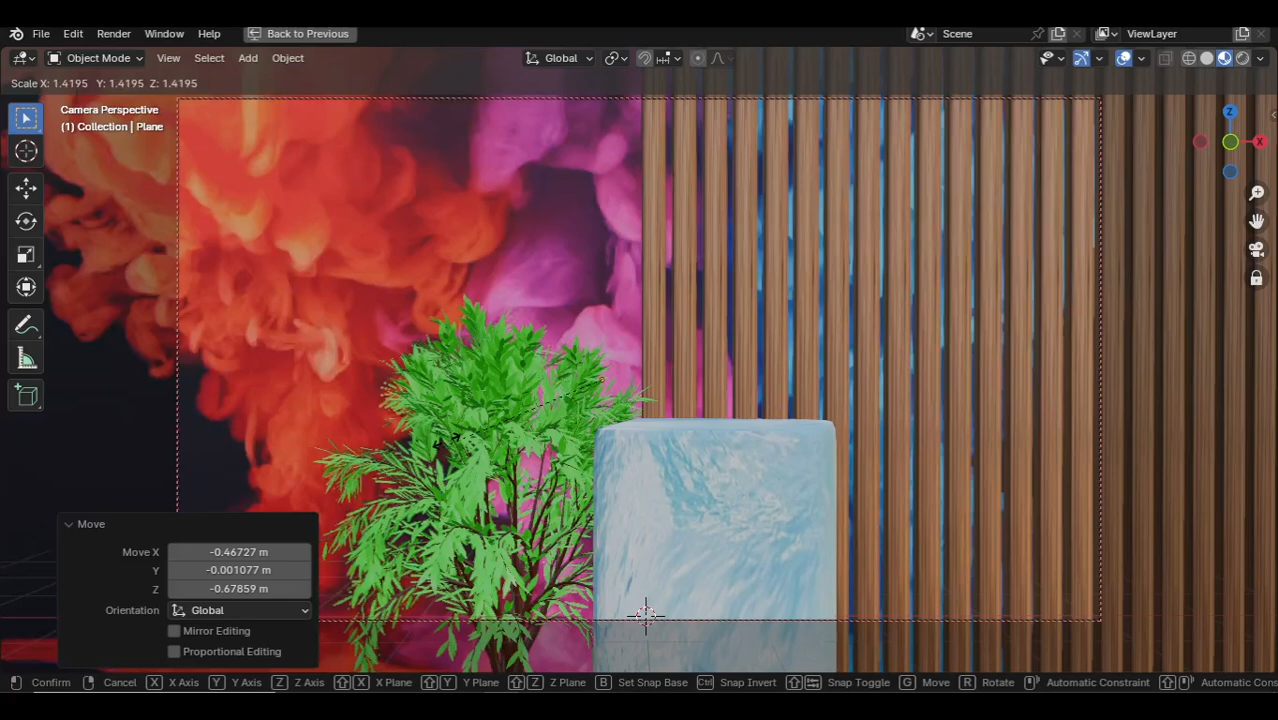 File Edit Render Window Help Back to Previous Scene ViewLayer
Object Mode View Select Add Object Global
Scale X: 1.4195 Y: 1.4195 Z: 1.4195
Camera Perspective
(1) Collection | Plane
Z
X
Move
Move X -0.46727 m
Y -0.001077 m
Z -0.67859 m
Orientation Global
Mirror Editing
Proportional Editing
Confirm Cancel X X Axis Y Y Axis Z Z Axis X X Plane Y Y Plane Z Z Plane B Set Snap Base Ctrl Snap Invert Snap Toggle G Move R Rotate Automatic Constraint Automatic Cons